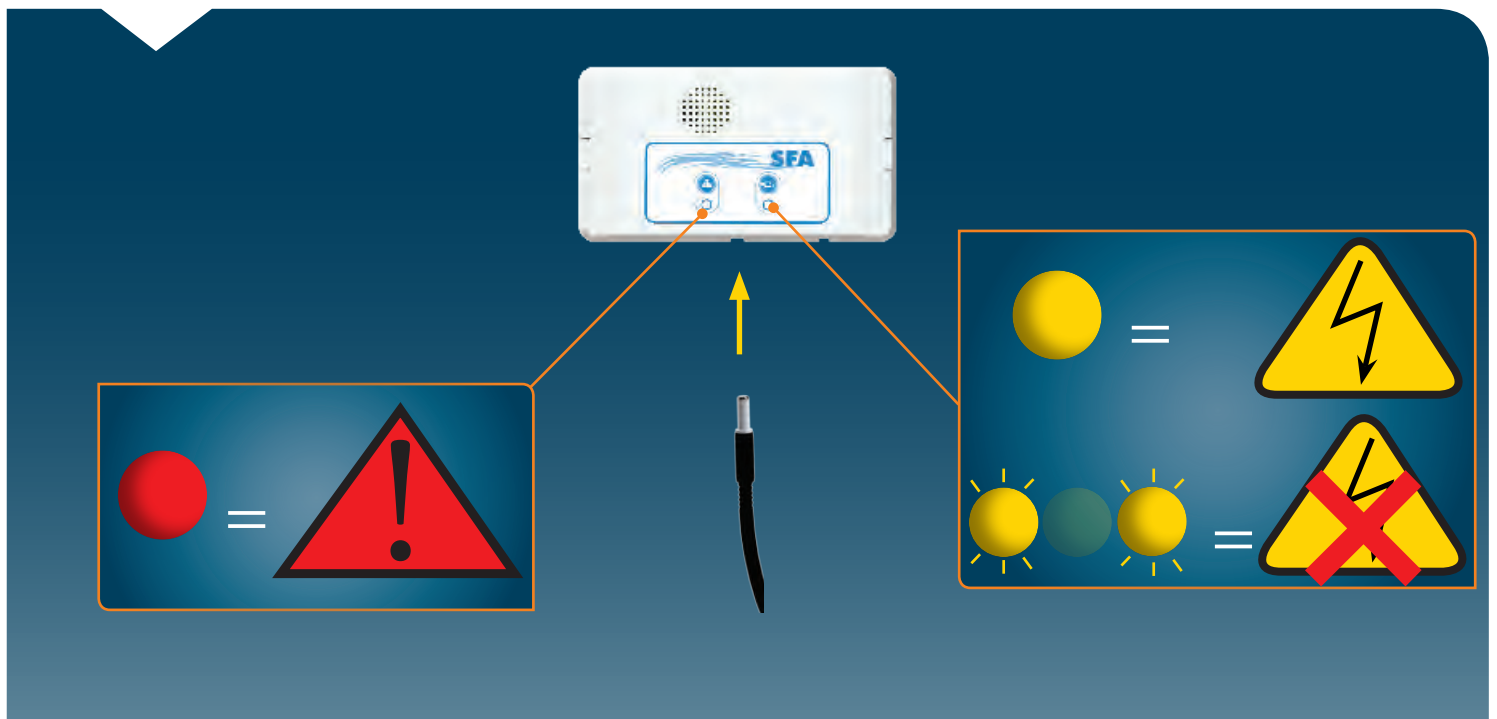 SFA
=
=
=